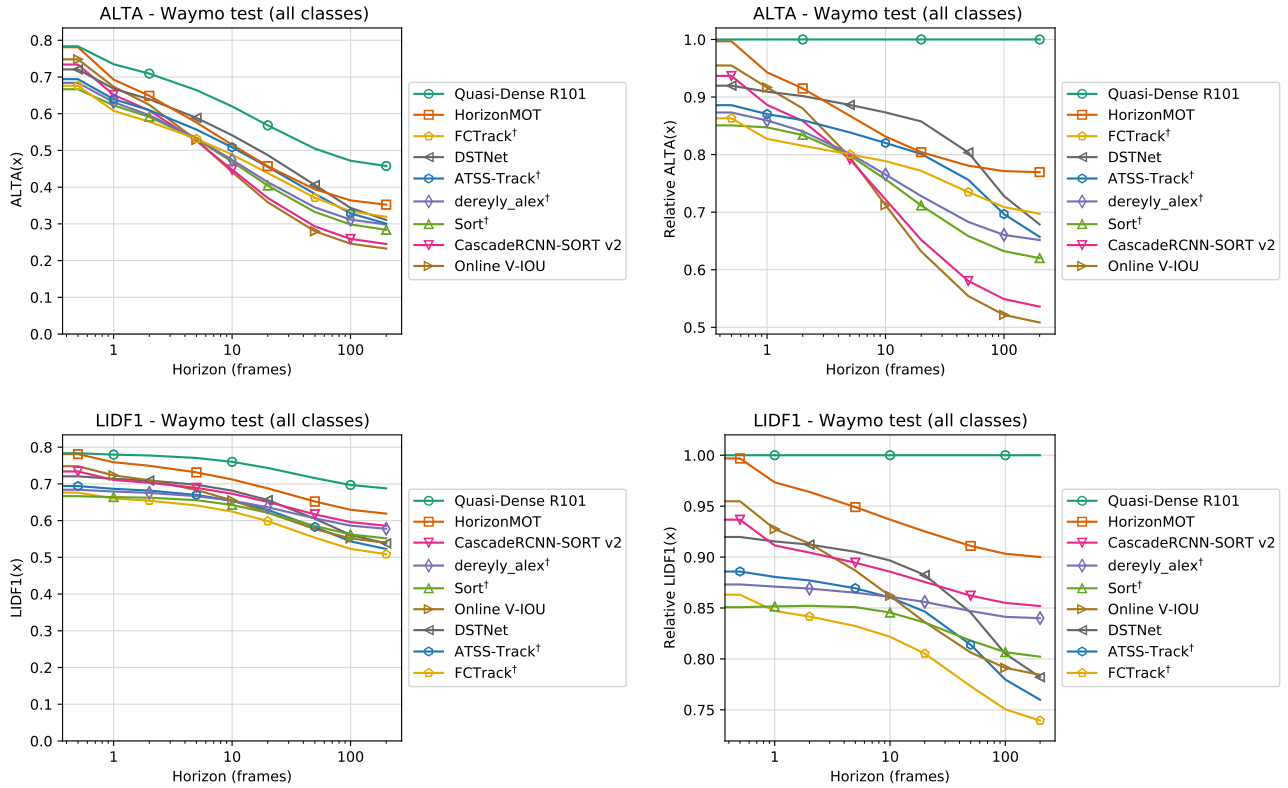 ALTA - Waymo test (all classes)
ALTA(x)
0.8
0.7
0.6
0.5
0.4
0.3
0.2
0.1
0.0
1
10
100
Horizon (frames)
Quasi-Dense R101
HorizonMOT
FCTrack†
DSTNet
ATSS-Track†
dereyly_alex†
Sort†
CascadeRCNN-SORT v2
Online V-IOU
ALTA - Waymo test (all classes)
Relative ALTA(x)
1.0
0.9
0.8
0.7
0.6
0.5
1
10
100
Horizon (frames)
Quasi-Dense R101
HorizonMOT
FCTrack†
DSTNet
ATSS-Track†
dereyly_alex†
Sort†
CascadeRCNN-SORT v2
Online V-IOU
LIDF1 - Waymo test (all classes)
LIDF1(x)
0.8
0.7
0.6
0.5
0.4
0.3
0.2
0.1
0.0
1
10
100
Horizon (frames)
Quasi-Dense R101
HorizonMOT
CascadeRCNN-SORT v2
dereyly_alex†
Sort†
Online V-IOU
DSTNet
ATSS-Track†
FCTrack†
LIDF1 - Waymo test (all classes)
Relative LIDF1(x)
1.00
0.95
0.90
0.85
0.80
0.75
1
10
100
Horizon (frames)
Quasi-Dense R101
HorizonMOT
CascadeRCNN-SORT v2
dereyly_alex†
Sort†
Online V-IOU
DSTNet
ATSS-Track†
FCTrack†